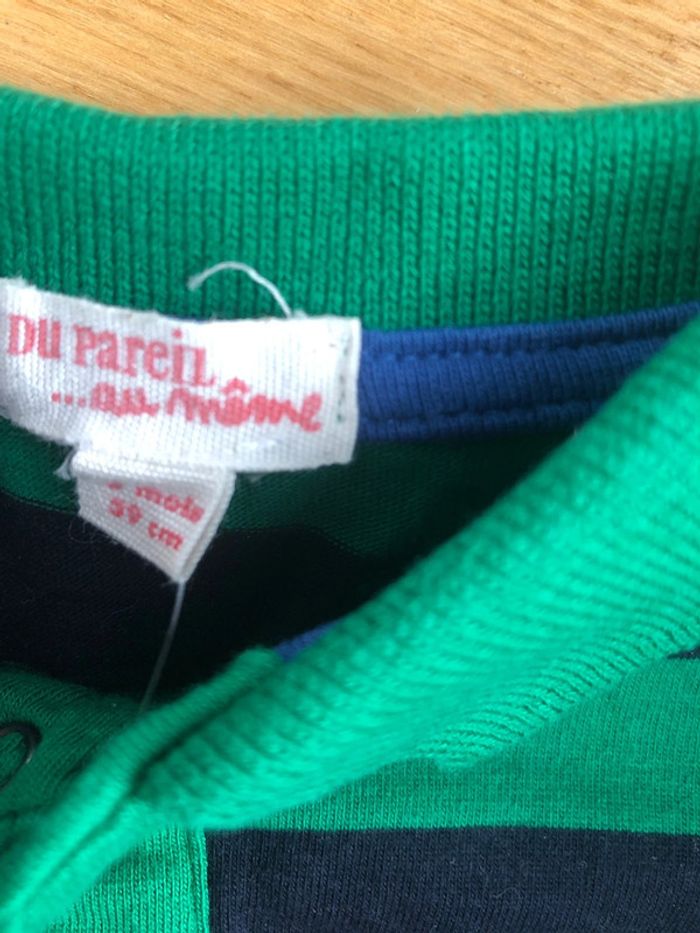 DU PareiL
...au même
mois
59 cm